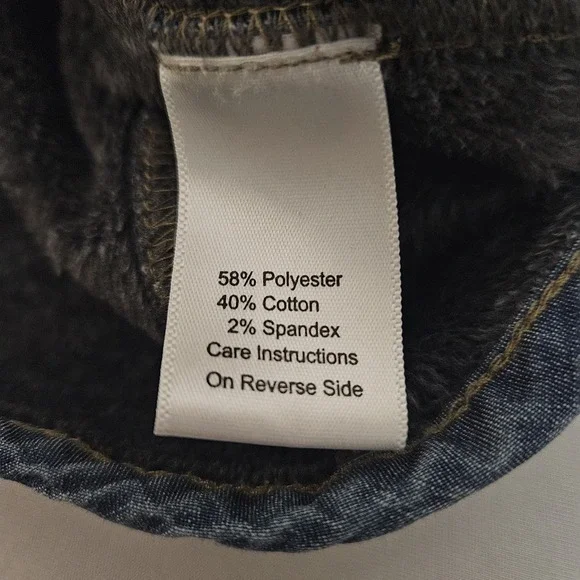 58% Polyester
40% Cotton
2% Spandex
Care Instructions
On Reverse Side